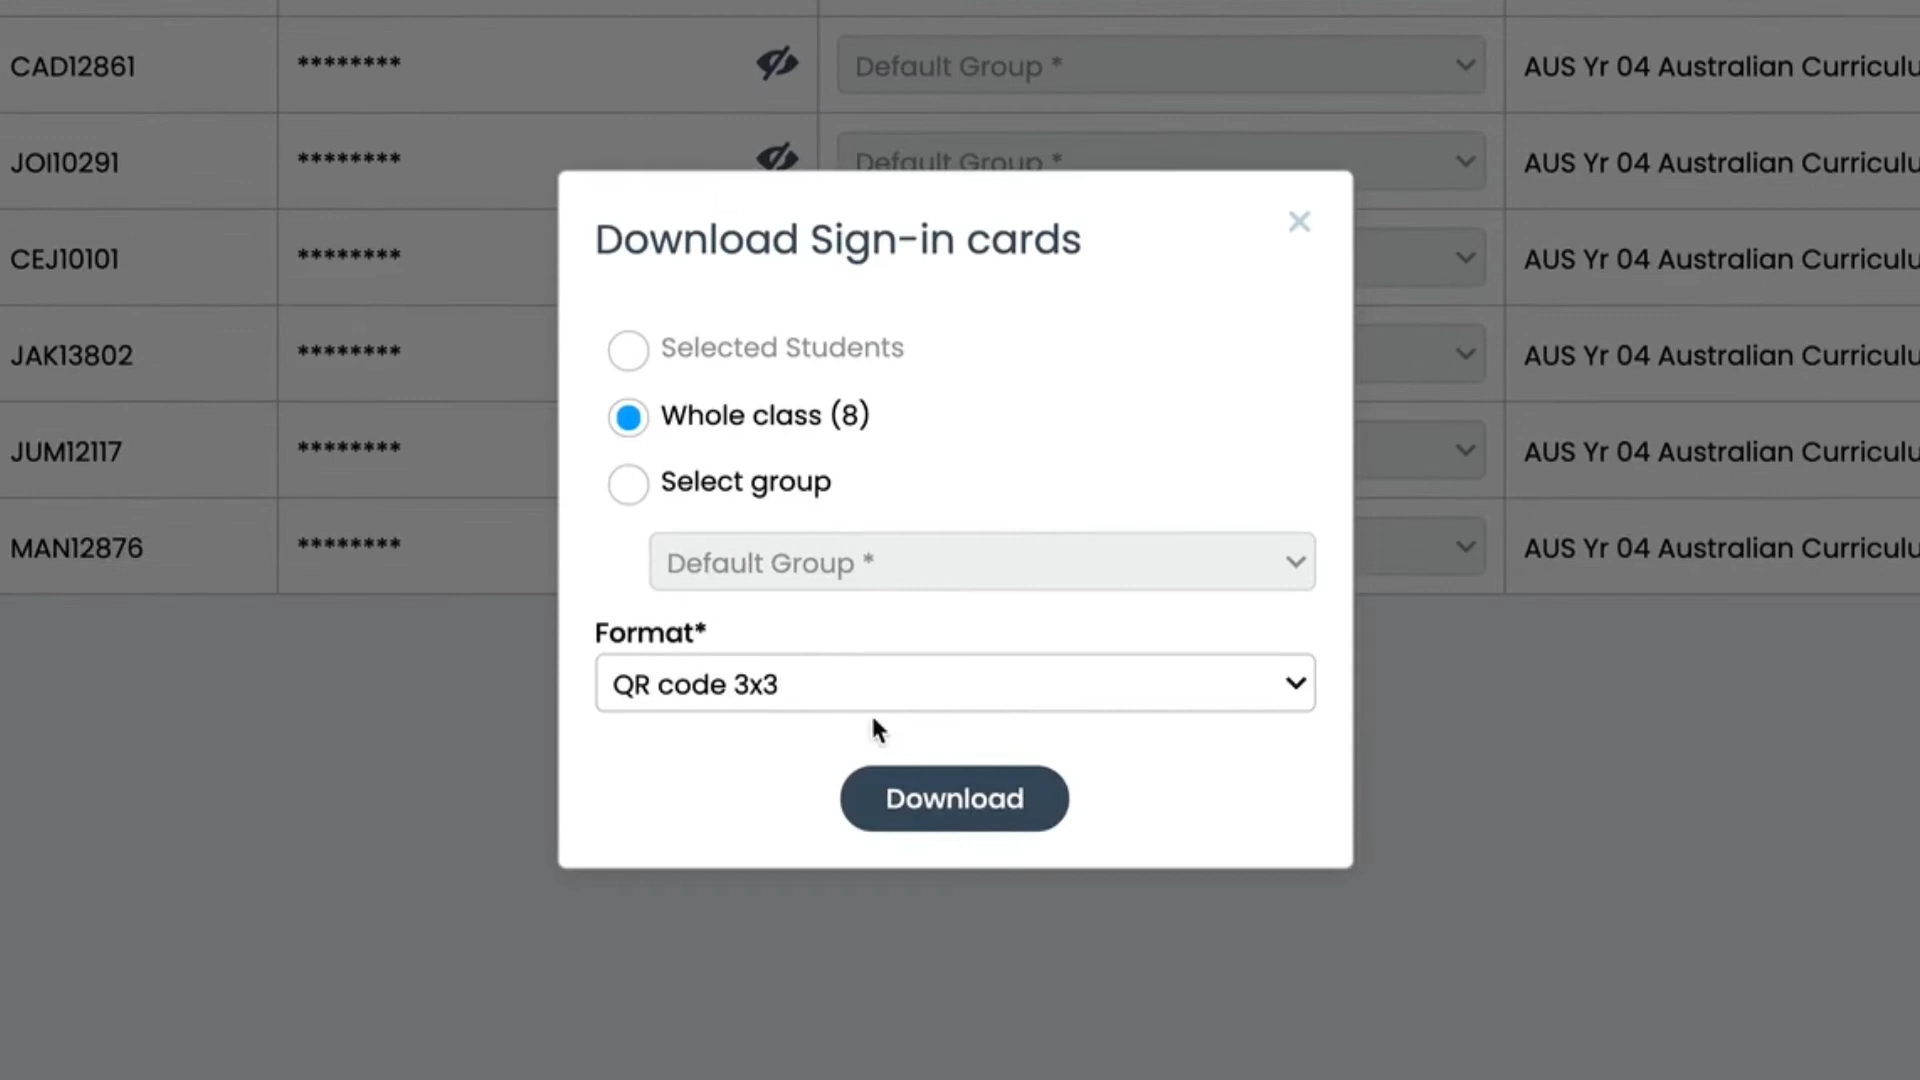 CAD12861 ******** Default Group * AUS Yr 04 Australian Curriculu
JOI10291 ******** Default Group * AUS Yr 04 Australian Curriculu
Download Sign-in cards
CEJ10101 ******** AUS Yr 04 Australian Curriculu
Selected Students
JAK13802 ******** AUS Yr 04 Australian Curriculu
Whole class (8)
JUM12117 ******** AUS Yr 04 Australian Curriculu
Select group
MAN12876 ******** AUS Yr 04 Australian Curriculu
Default Group *
Format*
QR code 3x3
Download